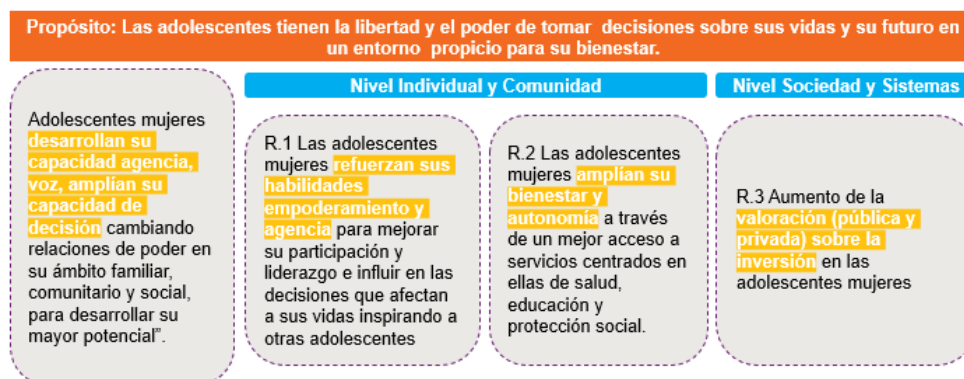 Propósito: Las adolescentes tienen la libertad y el poder de tomar decisiones sobre sus vidas y su futuro en
un entorno propicio para su bienestar.
Nivel Individual y Comunidad
Nivel Sociedad y Sistemas
Adolescentes mujeres
desarrollan su
capacidad agencia,
voz, amplían su
capacidad de
decisión cambiando
relaciones de poder en
su ámbito familiar,
comunitario y social,
para desarrollar su
mayor potencial”.
R.1 Las adolescentes
mujeres refuerzan sus
habilidades
empoderamiento y
agencia para mejorar
su participación y
liderazgo e influir en las
decisiones que afectan
a sus vidas inspirando a
otras adolescentes
R.2 Las adolescentes
mujeres amplían su
bienestar y
autonomía a través
de un mejor acceso a
servicios centrados en
ellas de salud,
educación y
protección social.
R.3 Aumento de la
valoración (pública y
privada) sobre la
inversión en las
adolescentes mujeres